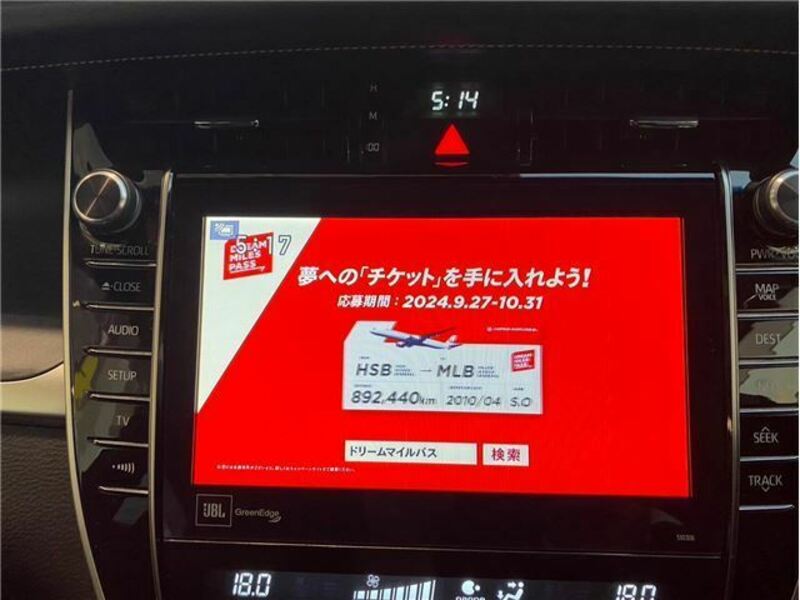 H
M
:00
5:14
TUNE·SCROLL
CLOSE
AUDIO
SETUP
TV
MAP
VOICE
DEST
SEEK
TRACK
5:17
DREAM
MILES
PASS
夢への「チケット」を手に入れよう!
応募期間：2024.9.27-10.31
HSB → MLB
892,440km 2010/04 S.O
ドリームマイルパス 検索
JBL GreenEdge
18.0 18.0